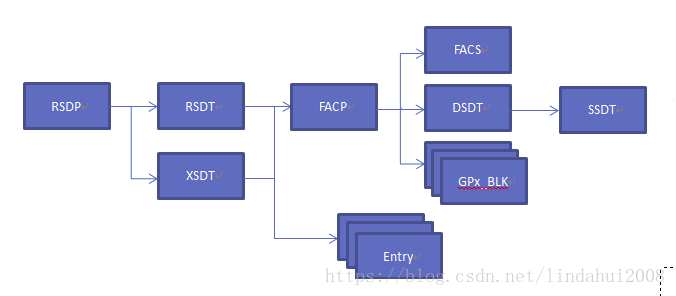 FACS
RSDP
RSDT
FACP
DSDT
SSDT
XSDT
GPx_BLK
Entry
https://blog.csdn.net/lindahui2008